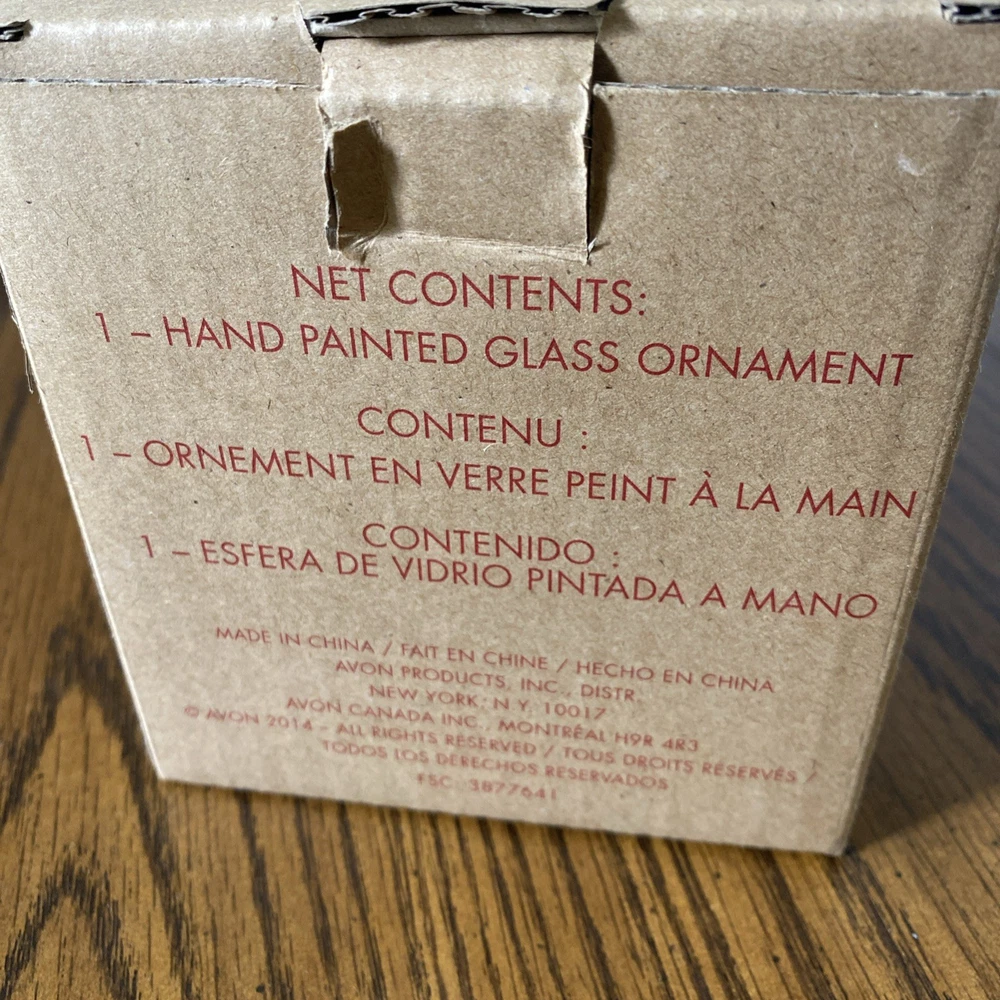 NET CONTENTS:
1 – HAND PAINTED GLASS ORNAMENT
CONTENU :
1 – ORNEMENT EN VERRE PEINT À LA MAIN
CONTENIDO :
1 – ESFERA DE VIDRIO PINTADA A MANO
MADE IN CHINA / FAIT EN CHINE / HECHO EN CHINA
AVON PRODUCTS, INC., DISTR.
NEW YORK, N.Y. 10017
AVON CANADA INC., MONTRÉAL H9R 4R3
© AVON 2014 – ALL RIGHTS RESERVED / TOUS DROITS RÉSERVÉS /
TODOS LOS DERECHOS RESERVADOS
FSC 3877641